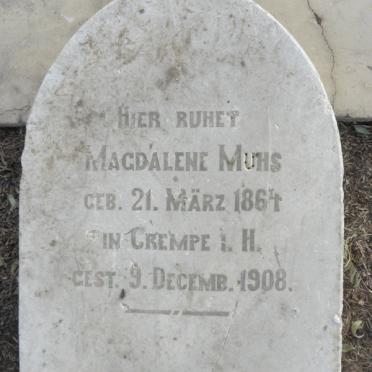 HIER RUHET
MAGDALENE MUHS
GEB. 21. MÄRZ 1864
IN CREMPE I. H.
GEST. 9. DECEMB. 1908.